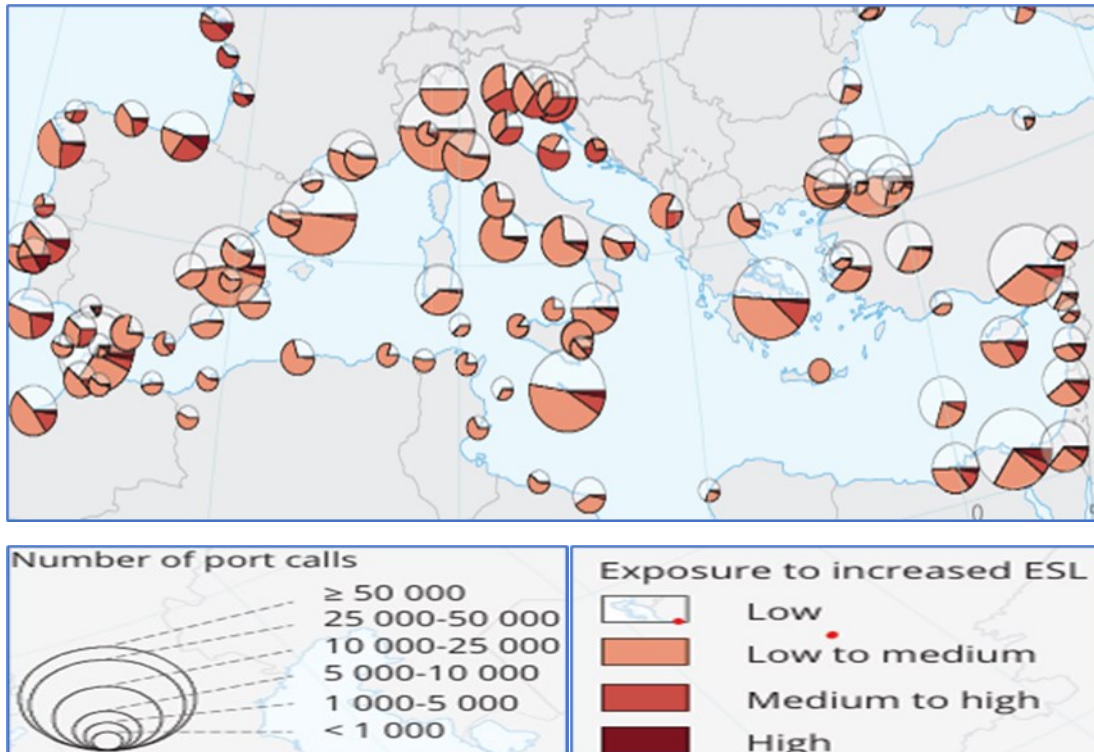 0
Number of port calls
≥ 50 000
25 000-50 000
10 000-25 000
5 000-10 000
1 000-5 000
< 1 000
Exposure to increased ESL
Low
Low to medium
Medium to high
High